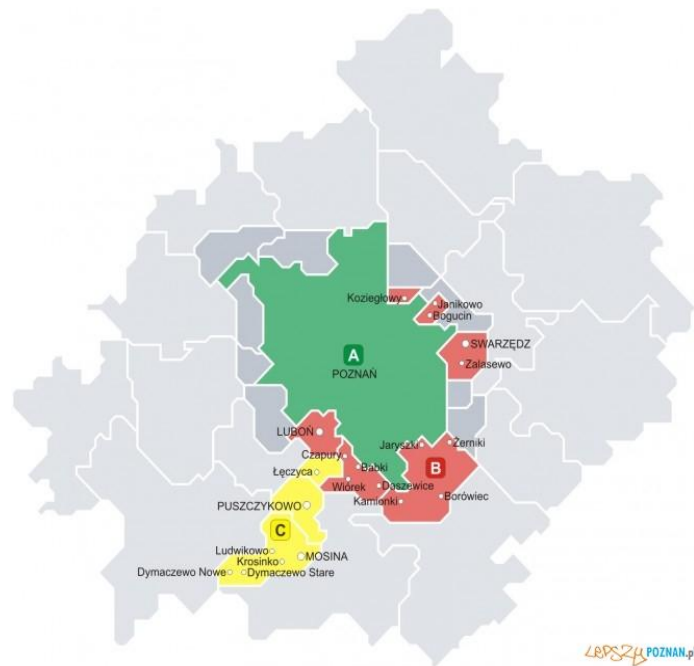 Koziegłowy
Janikowo
Bogucin
SWARZĘDZ
A
Zalasewo
POZNAŃ
LUBOŃ
Jaryszki
Żerniki
Czapury
Babki
B
Łęczyca
Wiórek
Daszewice
Borówiec
Kamionki
PUSZCZYKOWO
C
Ludwikowo
MOSINA
Krosinko
Dymaczewo Nowe
Dymaczewo Stare
LEPSZY POZNAN.p